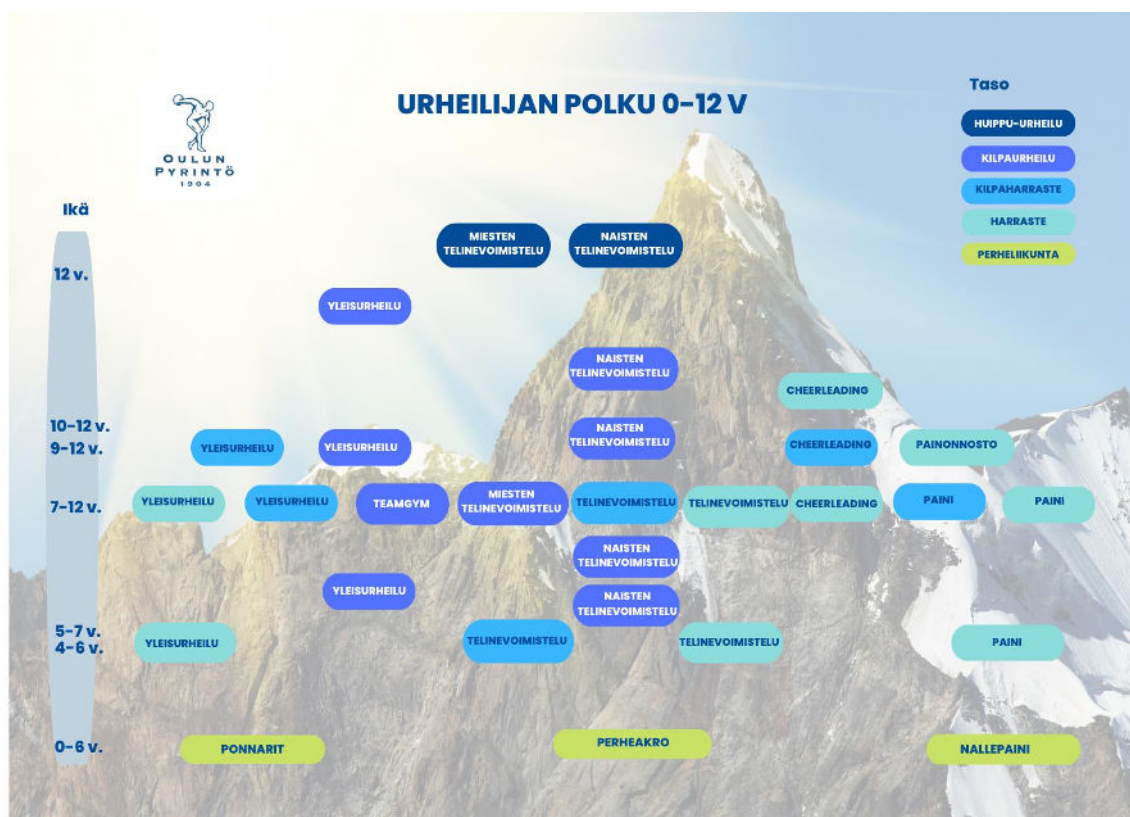 URHEILIJAN POLKU 0-12 V
OULUN
PYRINTÖ
1904
Taso
HUIPPU-URHEILU
KILPAURHEILU
KILPAHARRASTE
HARRASTE
PERHELIIKUNTA
Ikä
MIESTEN
TELINEVOIMISTELU
NAISTEN
TELINEVOIMISTELU
12 v.
YLEISURHEILU
NAISTEN
TELINEVOIMISTELU
CHEERLEADING
10-12 v.
9-12 v.
YLEISURHEILU
YLEISURHEILU
NAISTEN
TELINEVOIMISTELU
CHEERLEADING
PAINONNOSTO
7-12 v.
YLEISURHEILU
YLEISURHEILU
TEAMGYM
MIESTEN
TELINEVOIMISTELU
TELINEVOIMISTELU
TELINEVOIMISTELU
CHEERLEADING
PAINI
PAINI
NAISTEN
TELINEVOIMISTELU
YLEISURHEILU
NAISTEN
TELINEVOIMISTELU
5-7 v.
4-6 v.
YLEISURHEILU
TELINEVOIMISTELU
TELINEVOIMISTELU
PAINI
0-6 v.
PONNARIT
PERHEAKRO
NALLEPAINI